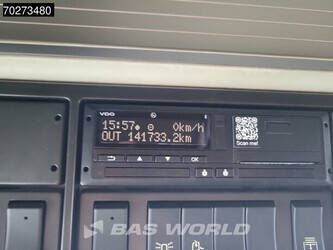 70273480
VDO
15:57 0km/h
OUT 141733.2km
OK
Scan me!
BAS WORLD